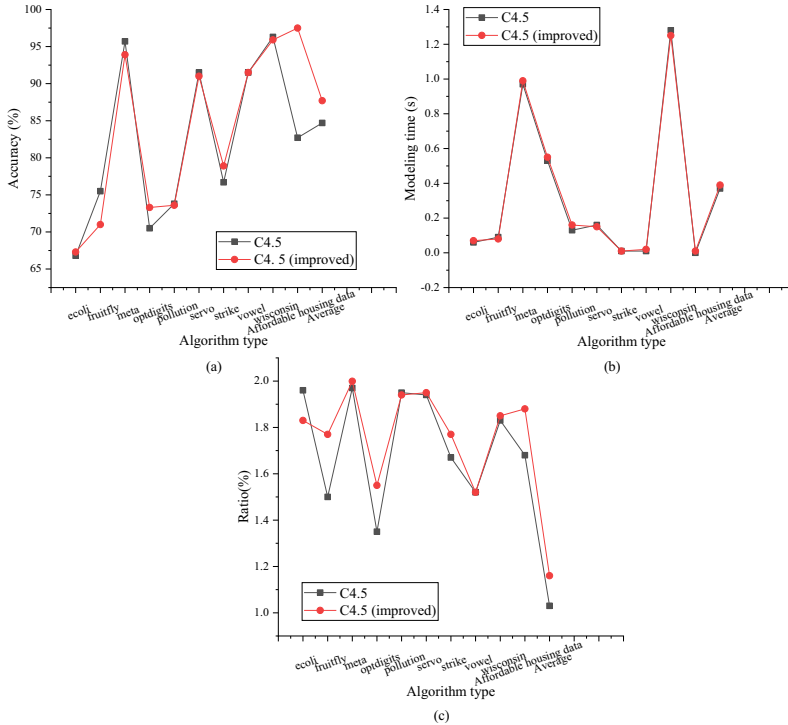 100
95
90
85
80
75
70
65
Accuracy (%)
C4.5
C4. 5 (improved)
ecoli
fruitfly
meta
optdigits
pollution
servo
strike
vowel
wisconsin
Affordable housing data
Average
Algorithm type
(a)
1.4
1.2
1.0
0.8
0.6
0.4
0.2
0.0
-0.2
Modeling time (s)
C4.5
C4.5 (improved)
ecoli
fruitfly
meta
optdigits
pollution
servo
strike
vowel
wisconsin
Affordable housing data
Average
Algorithm type
(b)
2.0
1.8
1.6
1.4
1.2
1.0
Ratio(%)
C4.5
C4.5 (improved)
ecoli
fruitfly
meta
optdigits
pollution
servo
strike
vowel
wisconsin
Affordable housing data
Average
Algorithm type
(c)